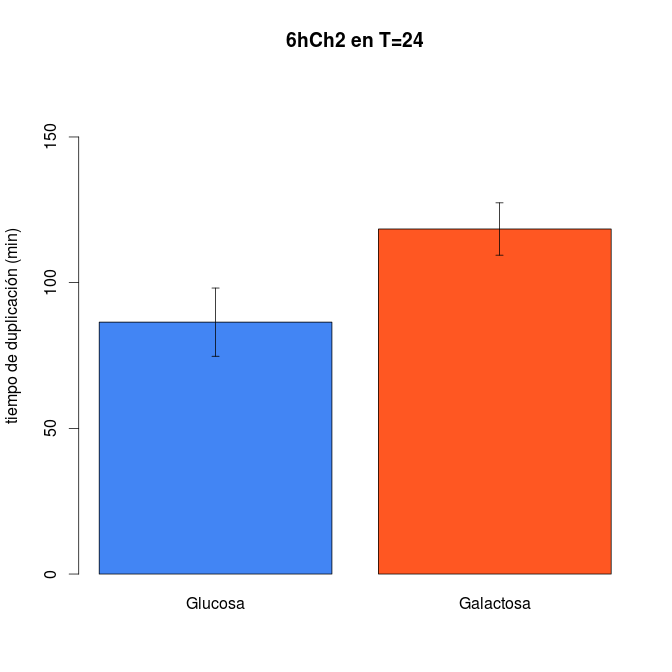 6hCh2 en T=24
tiempo de duplicación (min)
150
100
50
0
Glucosa
Galactosa